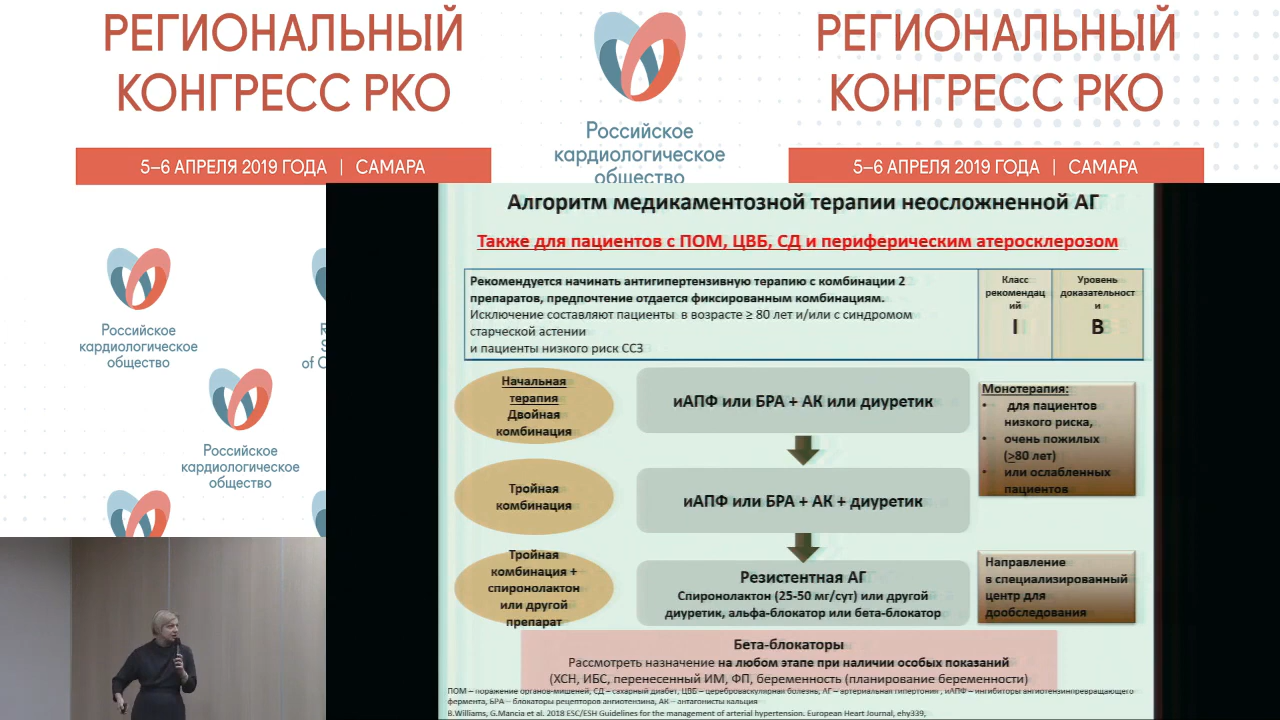 РЕГИОНАЛЬНЫЙ
КОНГРЕСС РКО
5–6 АПРЕЛЯ 2019 ГОДА | САМАРА
Российское
кардиологическое
общество
РЕГИОНАЛЬНЫЙ
КОНГРЕСС РКО
5–6 АПРЕЛЯ 2019 ГОДА | САМАРА
Российское
кардиологическое
общество
R
S
of C
Российское
кардиологическое
общество
Алгоритм медикаментозной терапии неосложненной АГ
Также для пациентов с ПОМ, ЦВБ, СД и периферическим атеросклерозом
Рекомендуется начинать антигипертензивную терапию с комбинации 2
препаратов, предпочтение отдается фиксированным комбинациям.
Исключение составляют пациенты в возрасте ≥ 80 лет и/или с синдромом
старческой астении
и пациенты низкого риск ССЗ
Класс
рекомендац
ий
I
Уровень
доказательност
и
B
Начальная
терапия
Двойная
комбинация
иАПФ или БРА + АК или диуретик
Монотерапия:
• для пациентов
низкого риска,
• очень пожилых
(≥80 лет)
• или ослабленных
пациентов
Тройная
комбинация
иАПФ или БРА + АК + диуретик
Тройная
комбинация +
спиронолактон
или другой
препарат
Резистентная АГ
Спиронолактон (25-50 мг/сут) или другой
диуретик, альфа-блокатор или бета-блокатор
Направление
в специализированный
центр для
дообследования
Бета-блокаторы
Рассмотреть назначение на любом этапе при наличии особых показаний
(ХСН, ИБС, перенесенный ИМ, ФП, беременность (планирование беременности)
ПОМ – поражение органов-мишеней, СД – сахарный диабет, ЦВБ – цереброваскулярная болезнь, АГ – артериальная гипертония, иАПФ – ингибиторы ангиотензинпревращающего
фермента, БРА – блокаторы рецепторов ангиотензина, АК – антагонисты кальция
B.Williams, G.Mancia et al. 2018 ESC/ESH Guidelines for the management of arterial hypertension. European Heart Journal, ehy339,